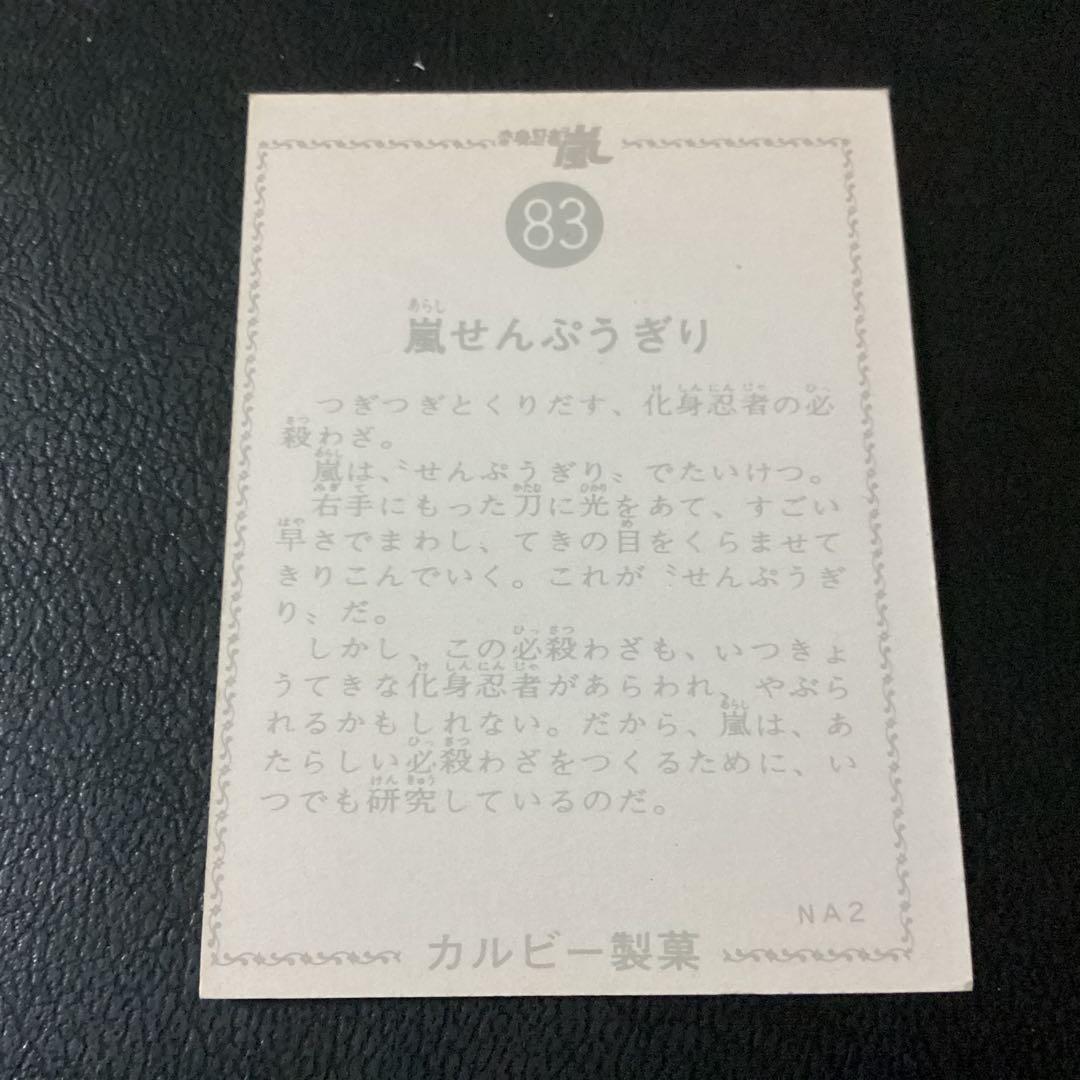 変身忍者嵐
83
嵐せんぷうぎり
つぎつぎとくりだす、化身忍者の必
殺わざ。
嵐は、〝せんぷうぎり〟でたいけつ。
右手にもった刀に光をあて、すごい
早さでまわし、てきの目をくらませて
きりこんでいく。これが〝せんぷうぎ
り〟だ。
しかし、この必殺わざも、いつきょ
うてきな化身忍者があらわれ、やぶら
れるかもしれない。だから、嵐は、あ
たらしい必殺わざをつくるために、い
つでも研究しているのだ。
NA2
カルビー製菓